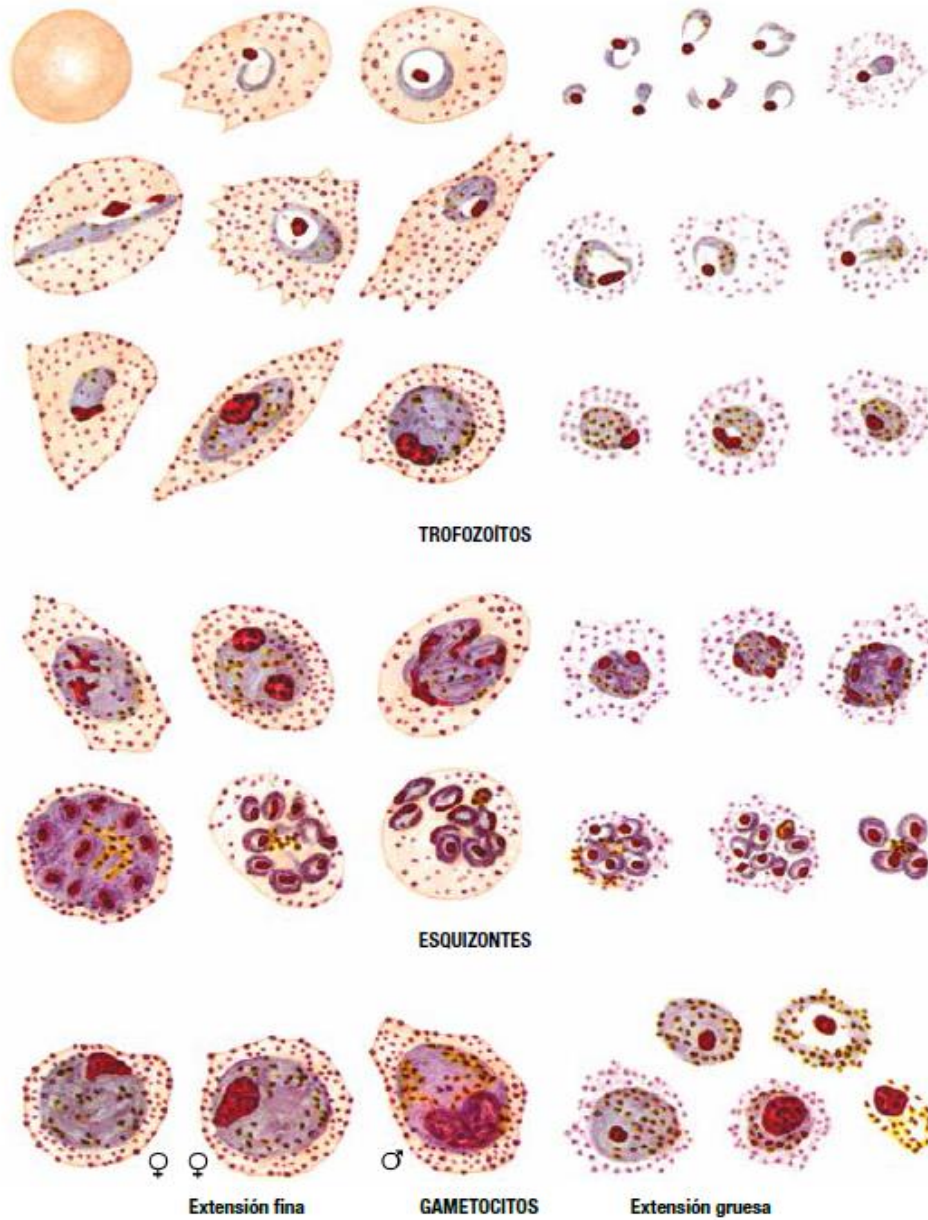 TROFOZOÍTOS
ESQUIZONTES
♀ ♀ ♂
Extensión fina GAMETOCITOS Extensión gruesa